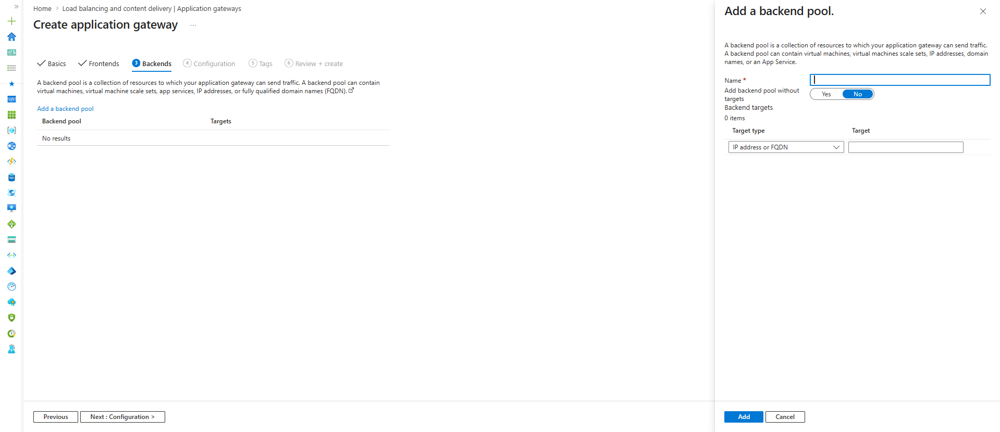 Home > Load balancing and content delivery | Application gateways
Create application gateway ...
Basics Frontends 3 Backends 4 Configuration 5 Tags 6 Review + create
A backend pool is a collection of resources to which your application gateway can send traffic. A backend pool can contain
virtual machines, virtual machine scale sets, app services, IP addresses, or fully qualified domain names (FQDN).
Add a backend pool
Backend pool Targets
No results
Previous Next : Configuration >
Add a backend pool.
A backend pool is a collection of resources to which your application gateway can send traffic.
A backend pool can contain virtual machines, virtual machines scale sets, IP addresses, domain
names, or an App Service.
Name *
Add backend pool without
targets
Yes No
Backend targets
0 items
Target type Target
IP address or FQDN
Add Cancel